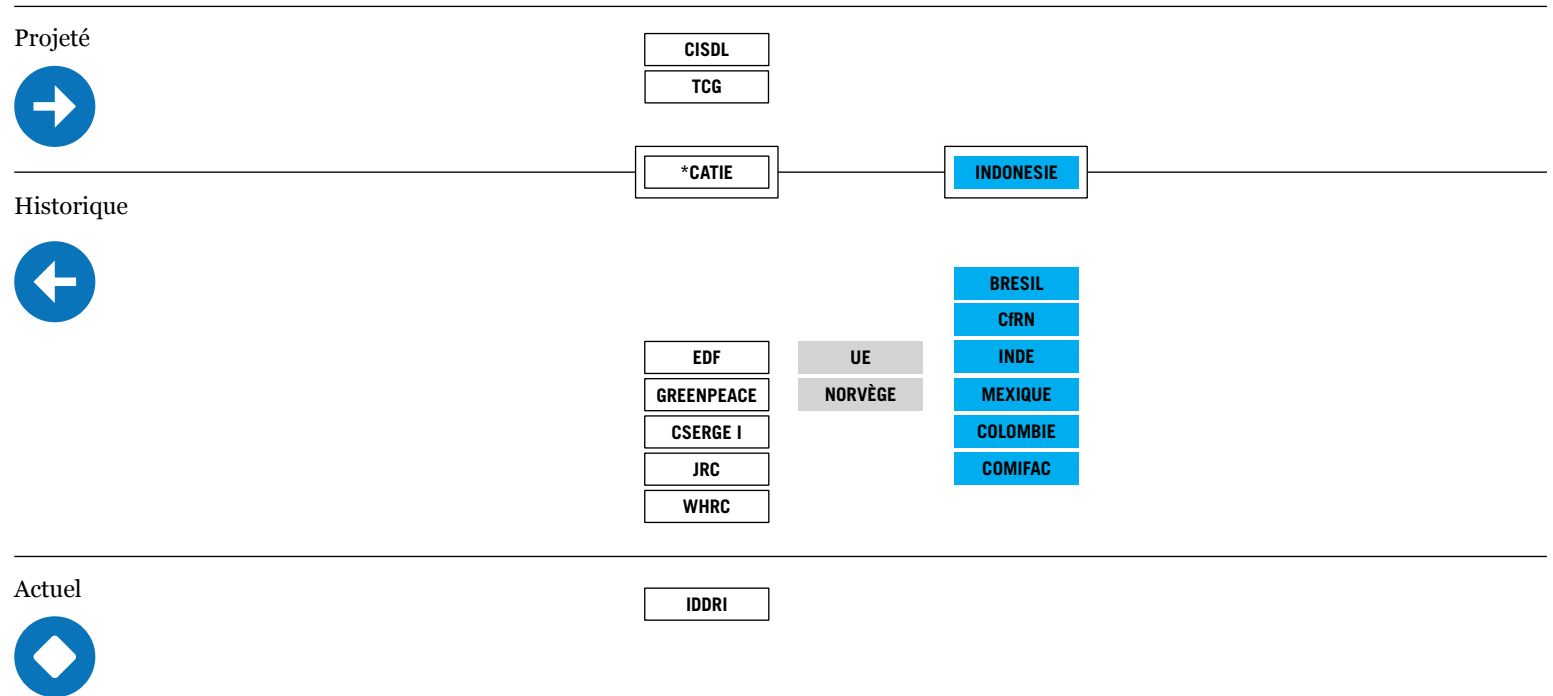 Projeté
CISDL
TCG
*CATIE
INDONESIE
Historique
BRESIL
CfRN
EDF
UE
INDE
GREENPEACE
NORVÈGE
MEXIQUE
CSERGE I
COLOMBIE
JRC
COMIFAC
WHRC
Actuel
IDDRI